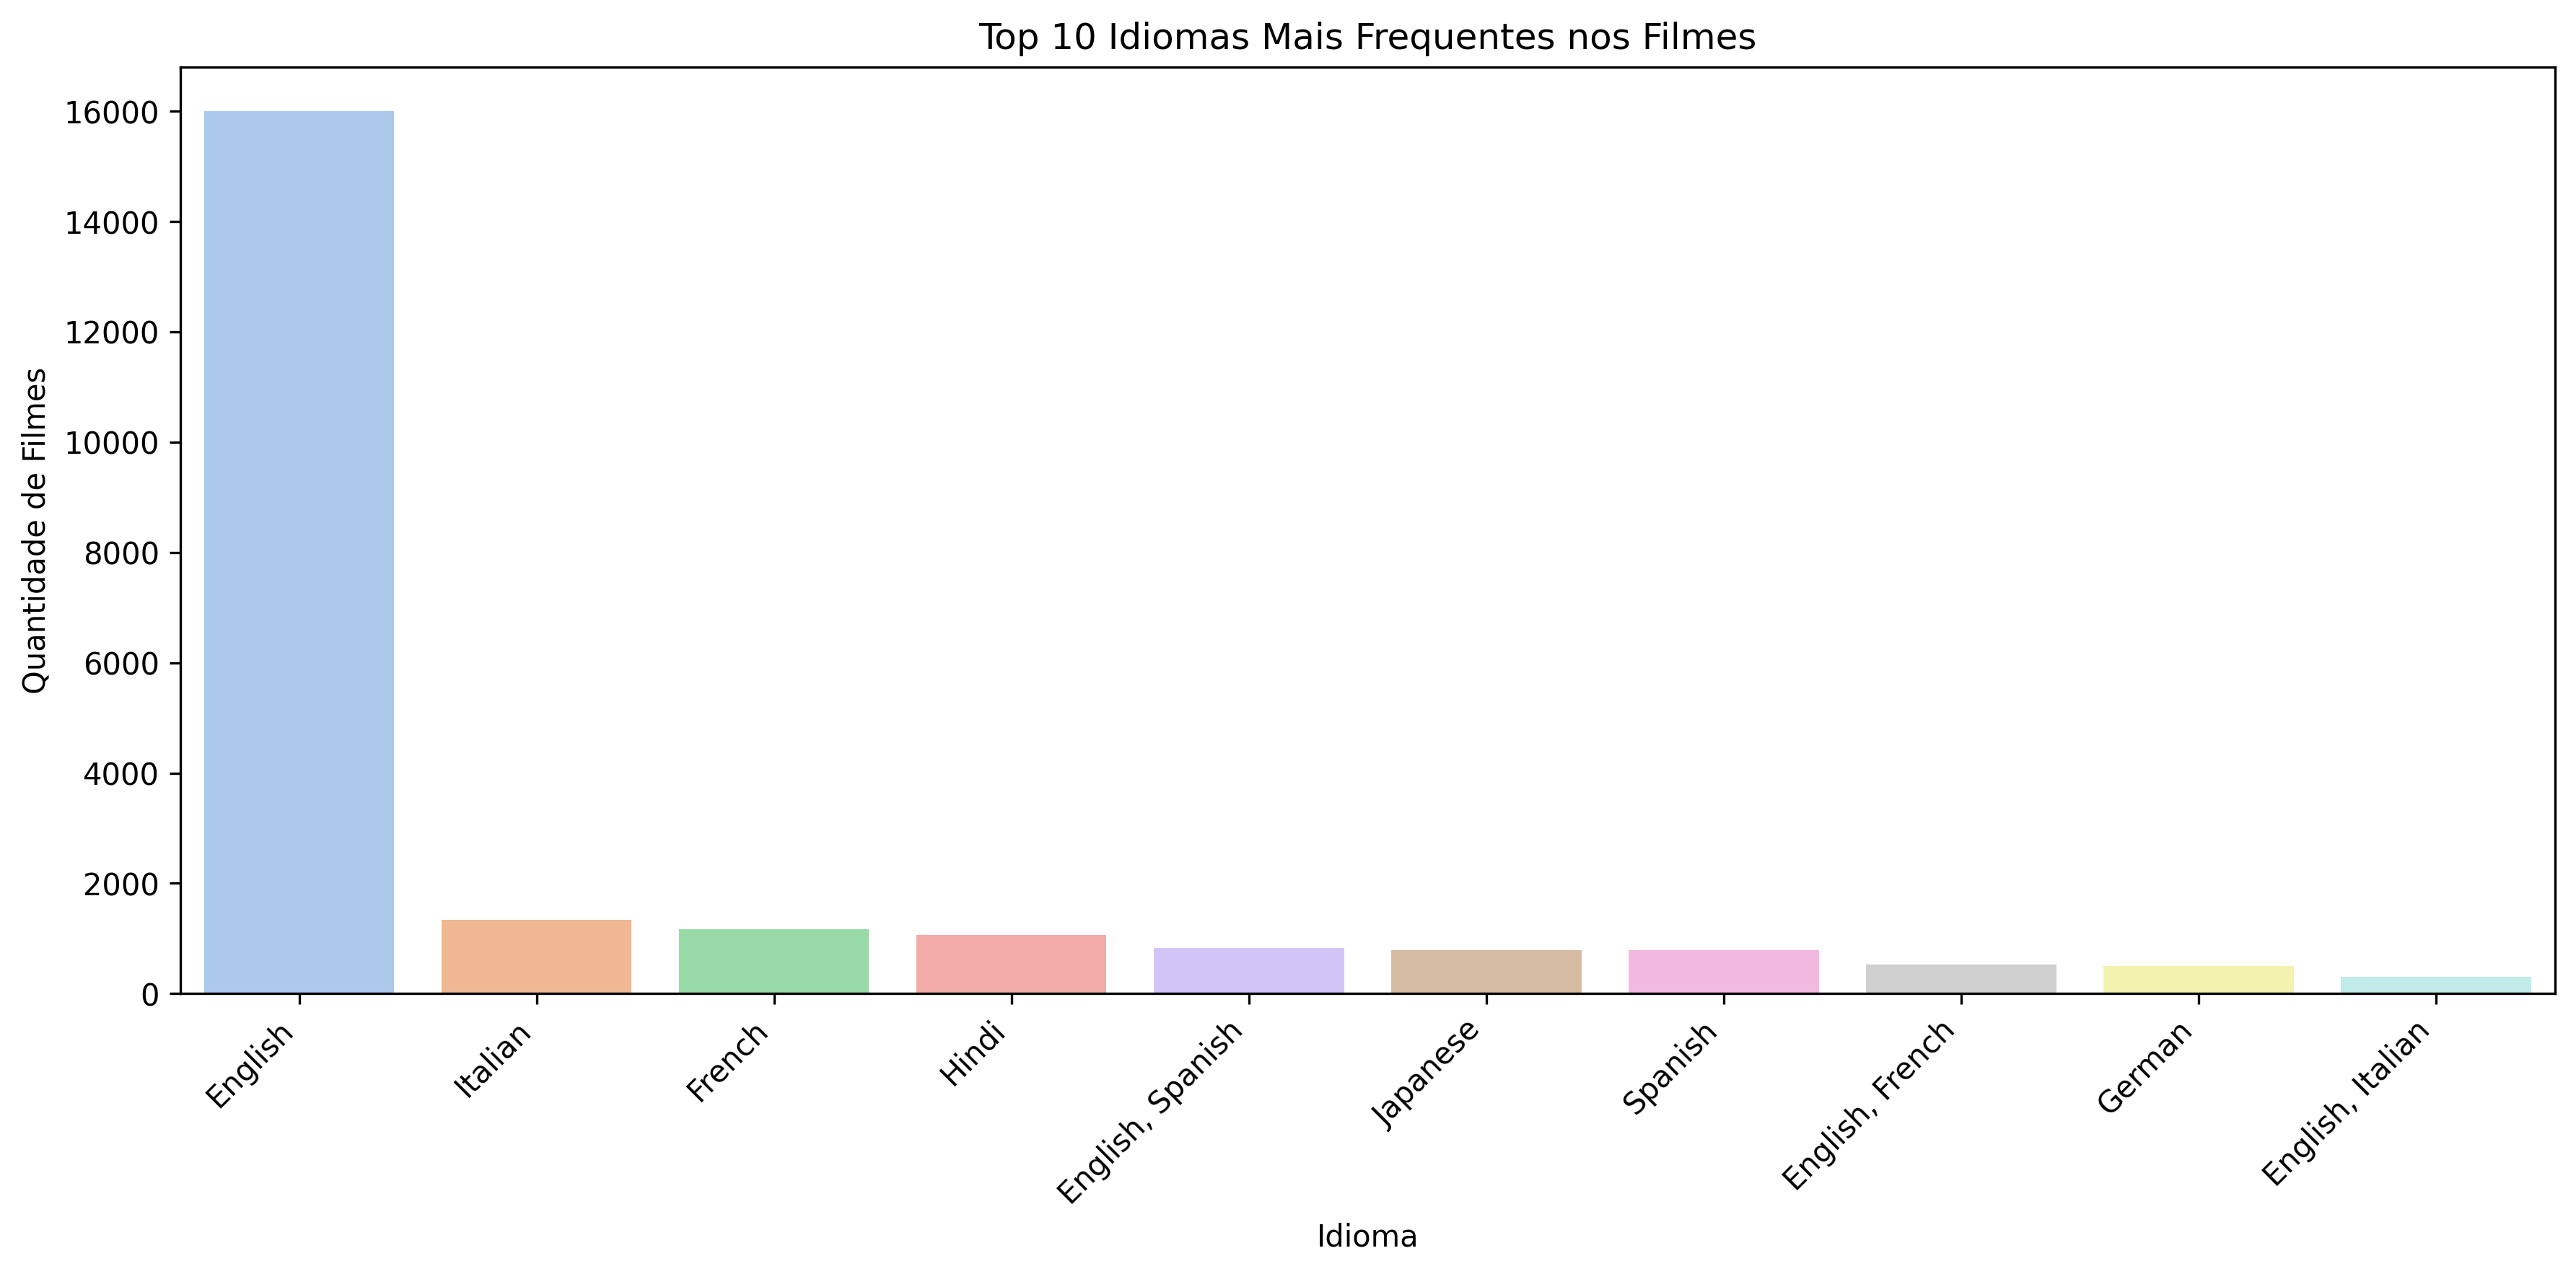 Top 10 Idiomas Mais Frequentes nos Filmes
Quantidade de Filmes
16000
14000
12000
10000
8000
6000
4000
2000
0
English
Italian
French
Hindi
English, Spanish
Japanese
Spanish
English, French
German
English, Italian
Idioma